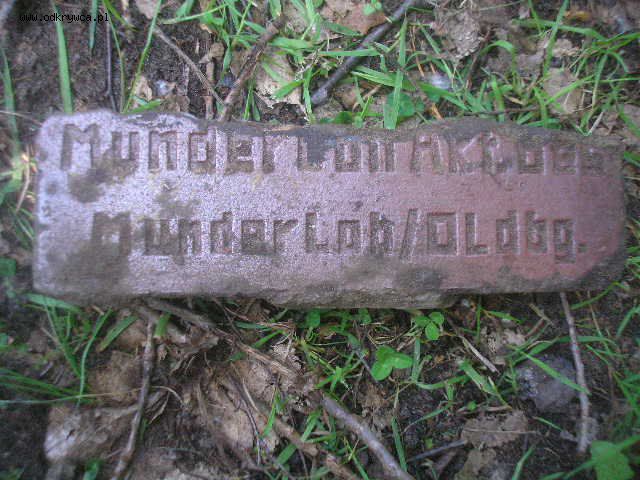 www.odkrywca.pl
Munderloh Akt. Ges
Munderloh/Oldbg.